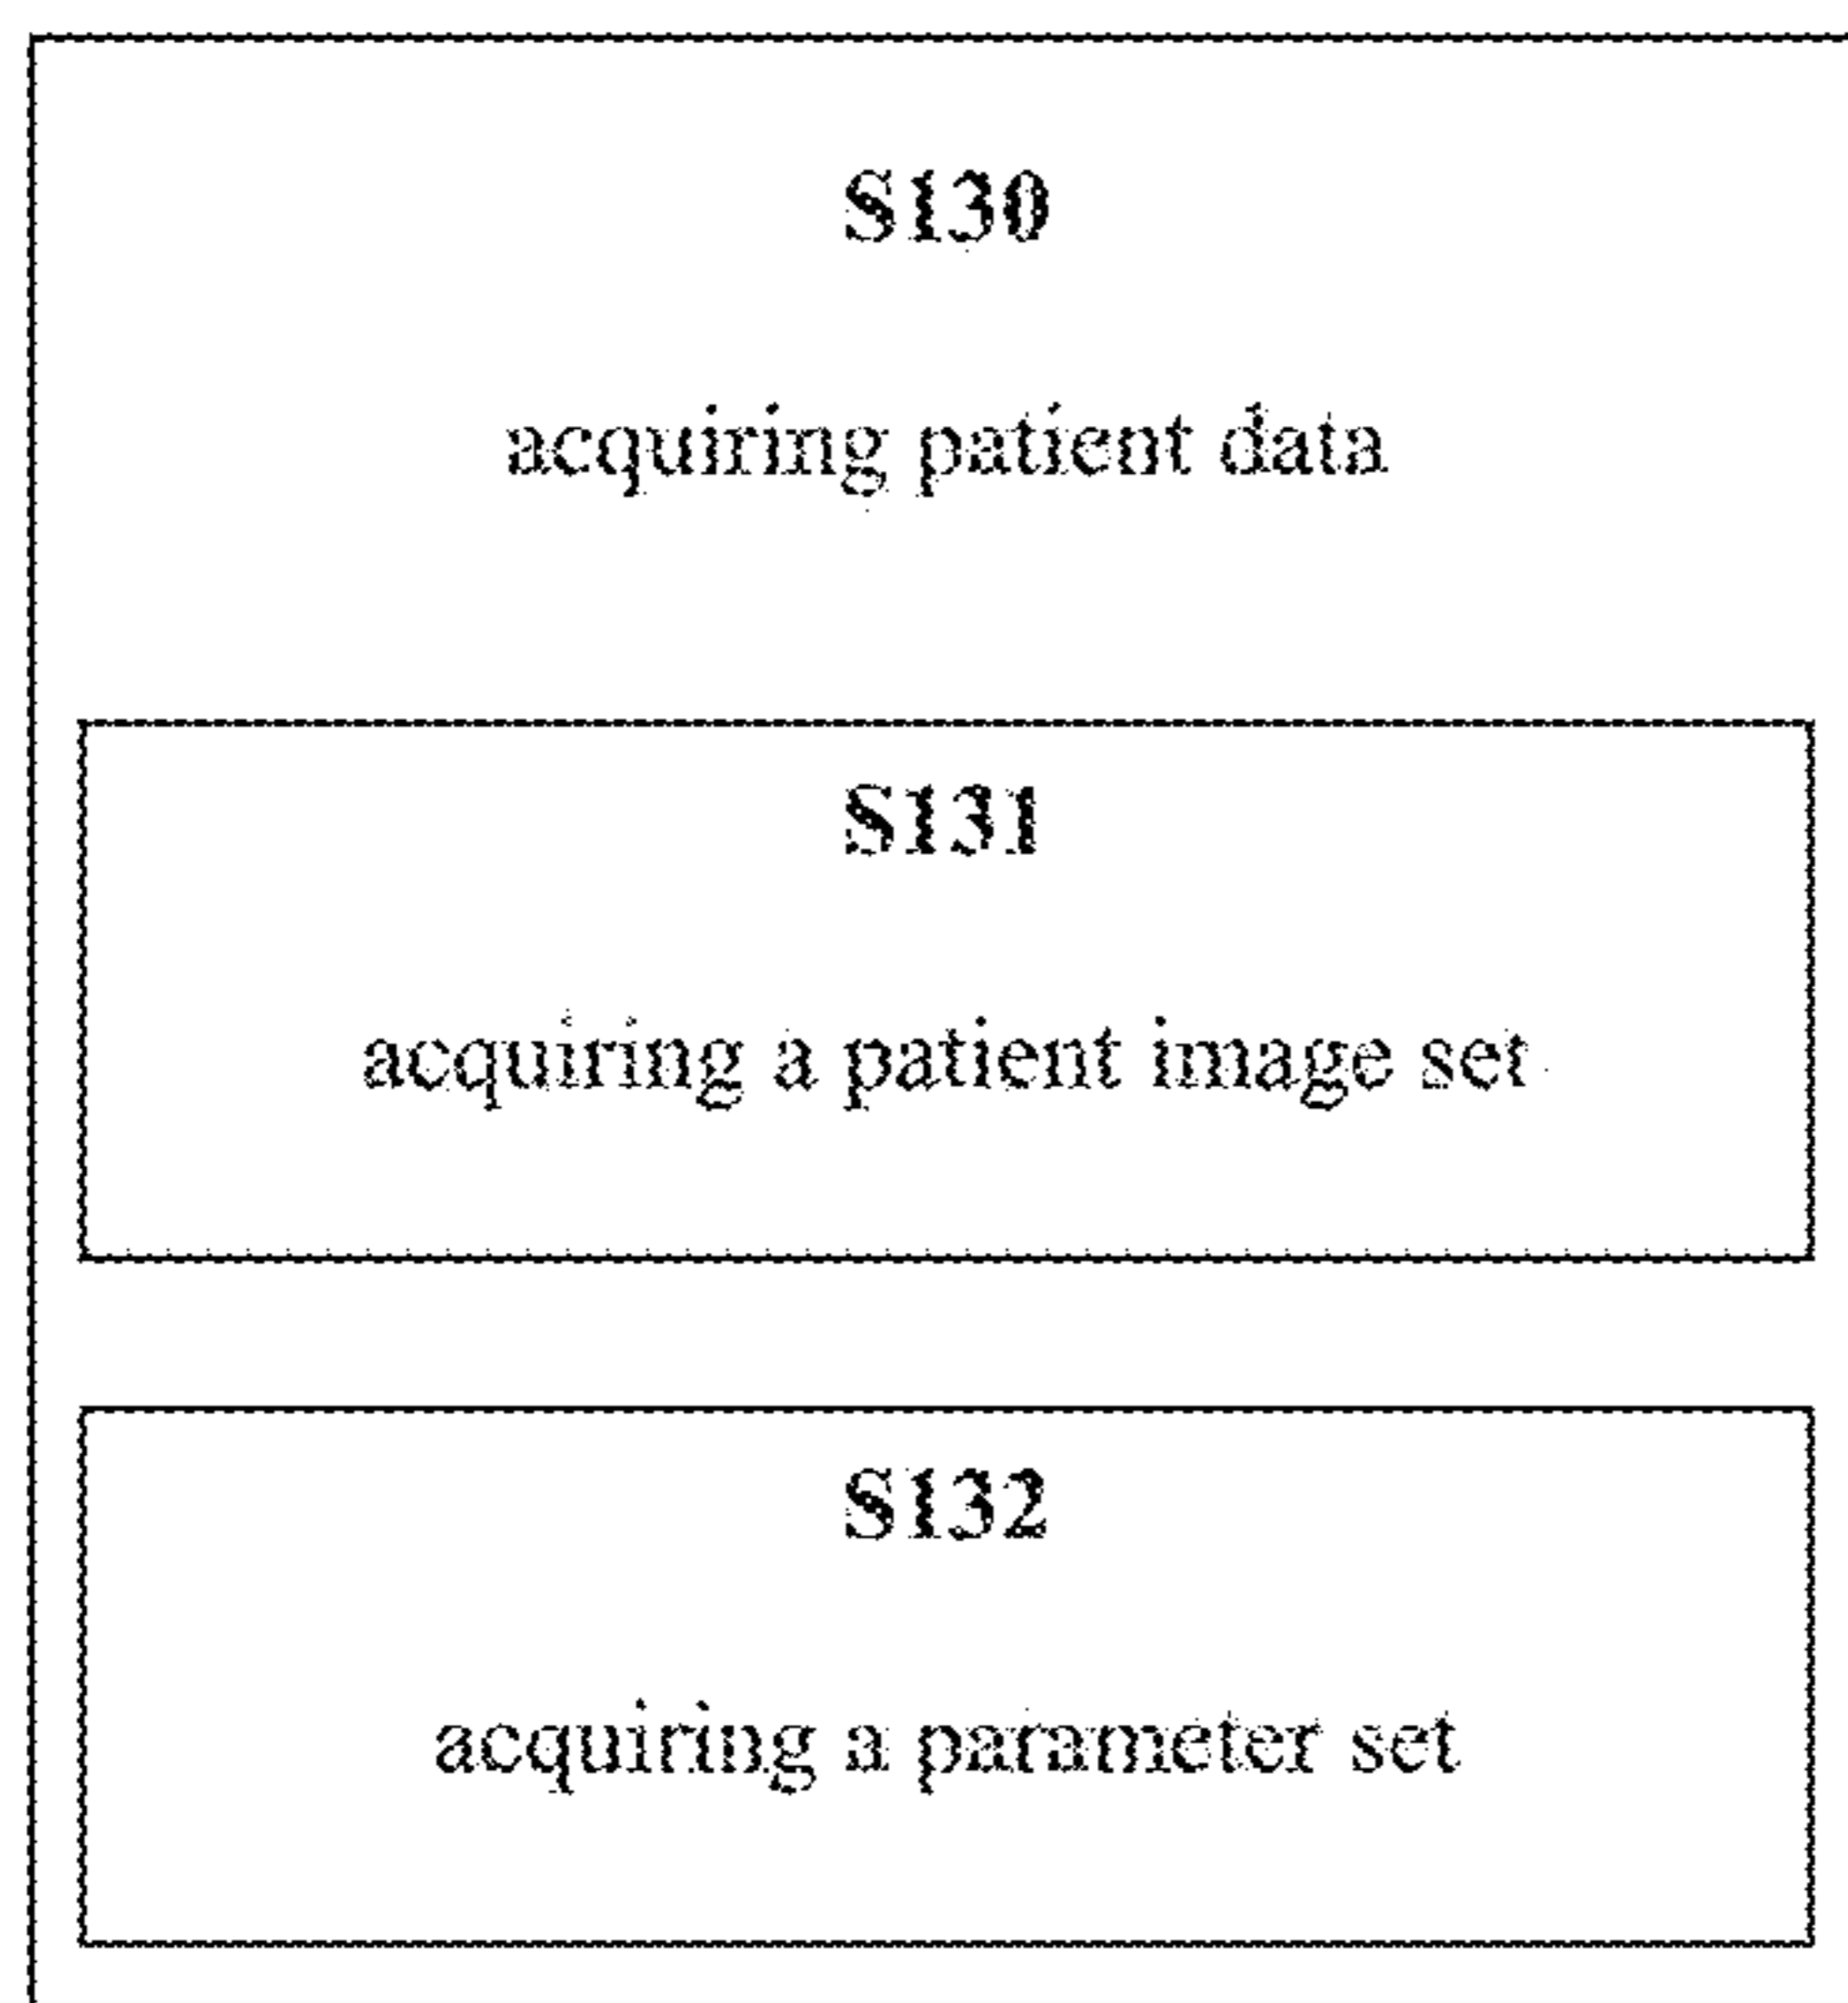 S130
acquiring patient data
S131
acquiring a patient image set
S132
acquiring a parameter set